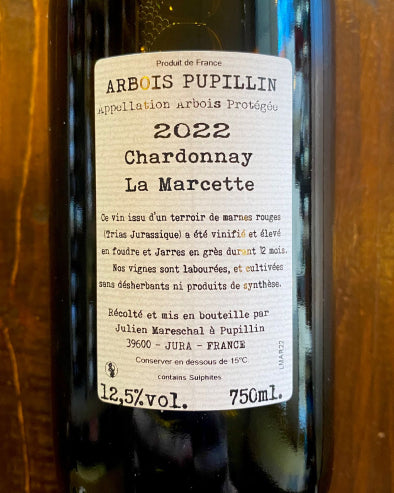 Produit de France
ARBOIS PUPILLIN
Appellation Arbois Protégée
2022
Chardonnay
La Marcette
Ce vin issu d'un terroir de marnes rouges
(Trias Jurassique) a été vinifié et élevé
en foudre et Jarres en grès durant 12 mois.
Nos vignes sont labourées, et cultivées
sans désherbants ni produits de synthèse.
Récolté et mis en bouteille par
Julien Mareschal à Pupillin
39600 - JURA - FRANCE
Conserver en dessous de 15°C
contains Sulphites
12,5%vol. 750ml.
LMAR22